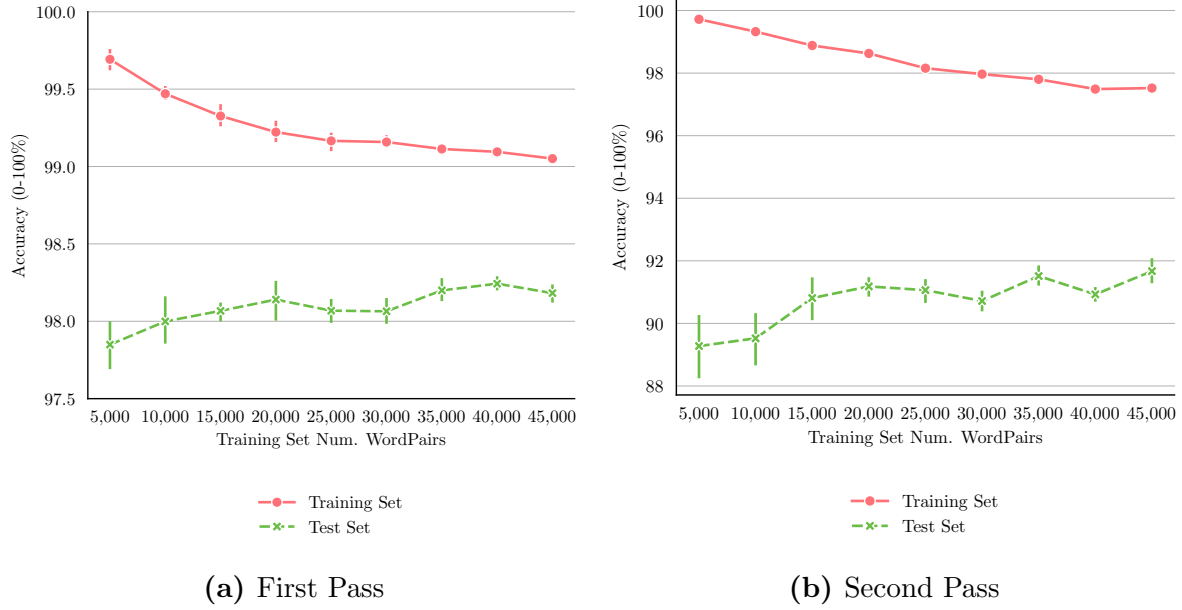 100.0
99.5
99.0
98.5
98.0
97.5
Accuracy (0-100%)
5,000 10,000 15,000 20,000 25,000 30,000 35,000 40,000 45,000
Training Set Num. WordPairs
Training Set
Test Set
(a) First Pass
100
98
96
94
92
90
88
Accuracy (0-100%)
5,000 10,000 15,000 20,000 25,000 30,000 35,000 40,000 45,000
Training Set Num. WordPairs
Training Set
Test Set
(b) Second Pass